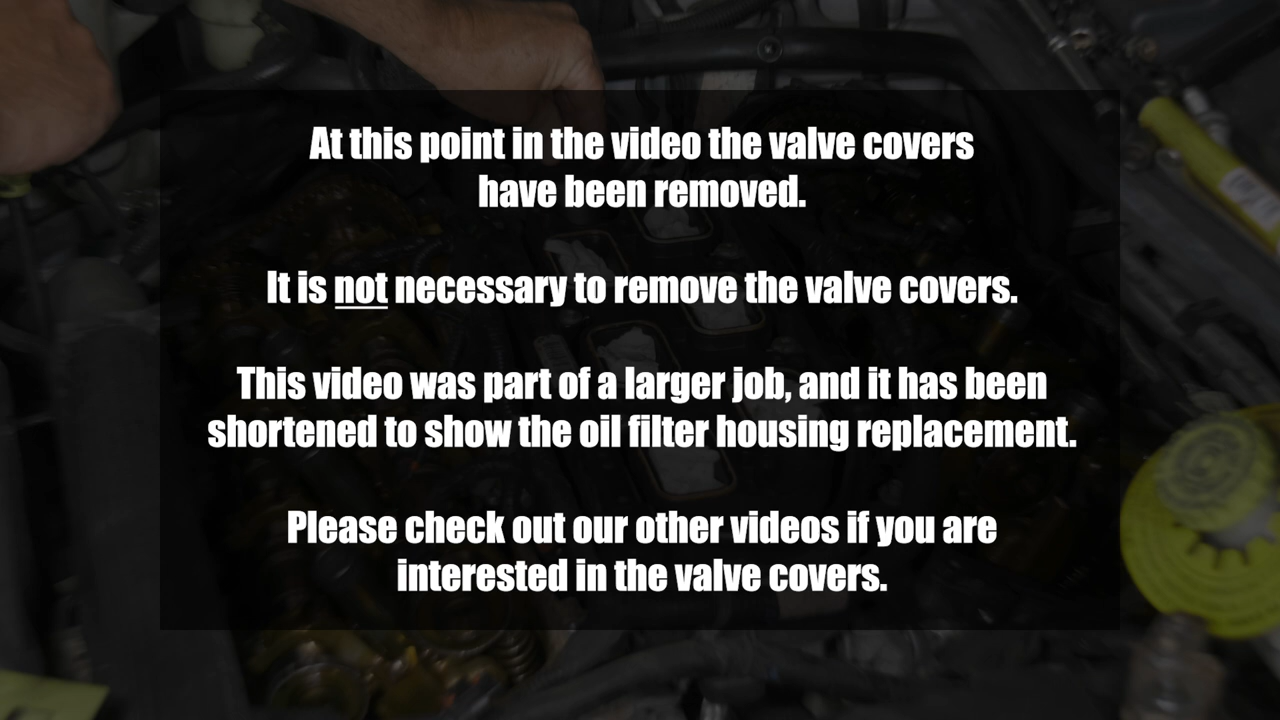 At this point in the video the valve covers
have been removed.
It is not necessary to remove the valve covers.
This video was part of a larger job, and it has been
shortened to show the oil filter housing replacement.
Please check out our other videos if you are
interested in the valve covers.